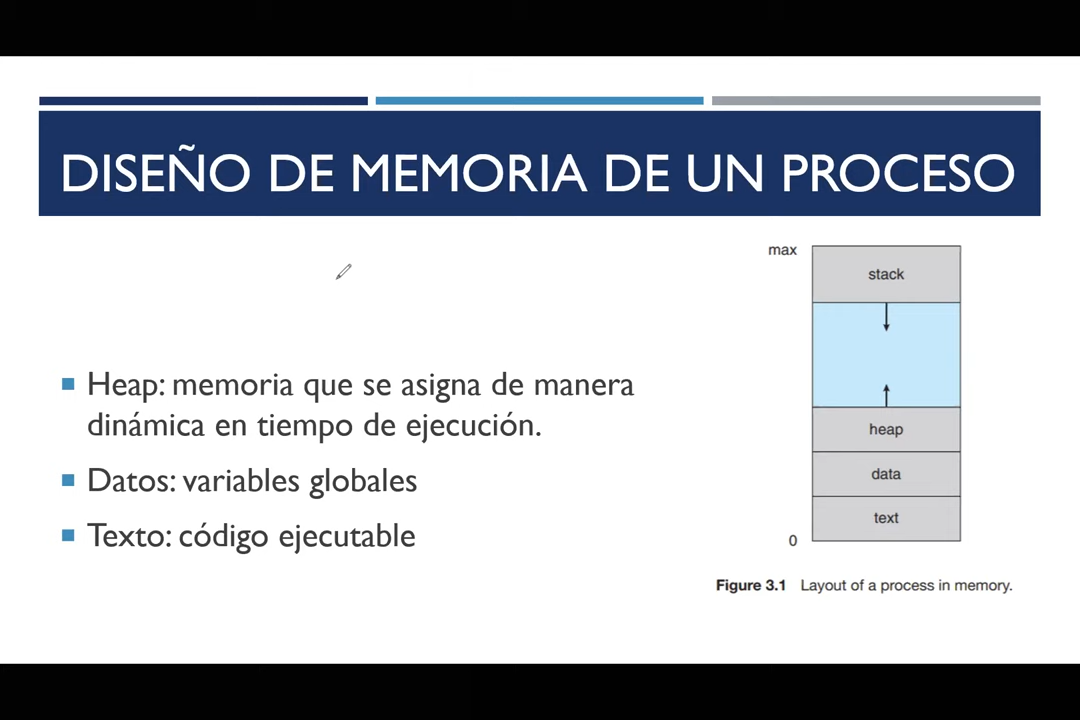 DISEÑO DE MEMORIA DE UN PROCESO
Heap: memoria que se asigna de manera
dinámica en tiempo de ejecución.
Datos: variables globales
Texto: código ejecutable
max
stack
heap
data
text
0
Figure 3.1 Layout of a process in memory.